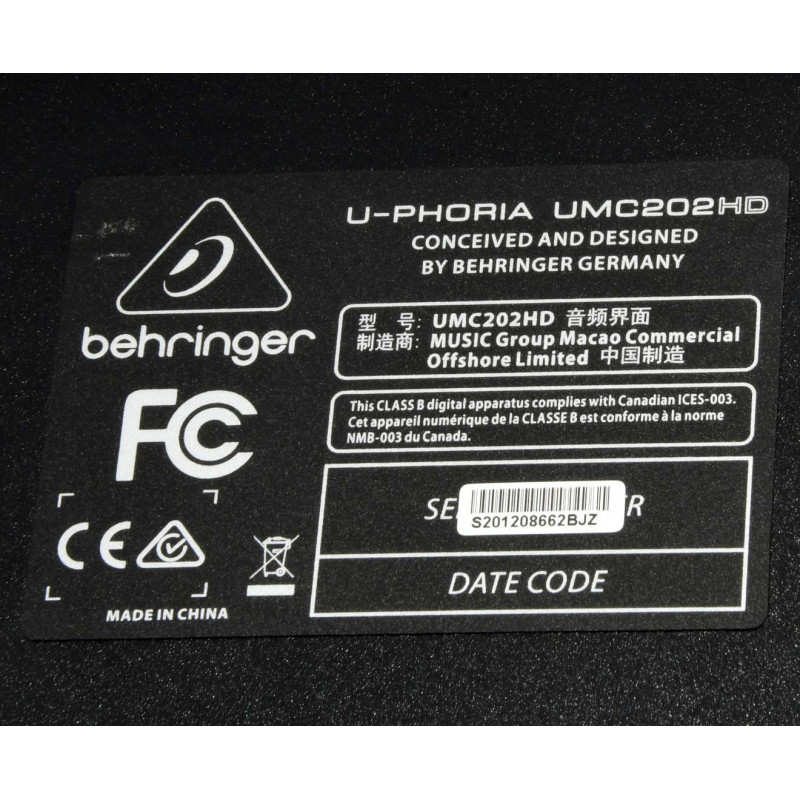 U-PHORIA UMC202HD
CONCEIVED AND DESIGNED
BY BEHRINGER GERMANY
behringer
型 号: UMC202HD 音频界面
制造商: MUSIC Group Macao Commercial
Offshore Limited 中国制造
FC
This CLASS B digital apparatus complies with Canadian ICES-003.
Cet appareil numérique de la CLASSE B est conforme à la norme
NMB-003 du Canada.
CE
MADE IN CHINA
S201208662BJZ
DATE CODE